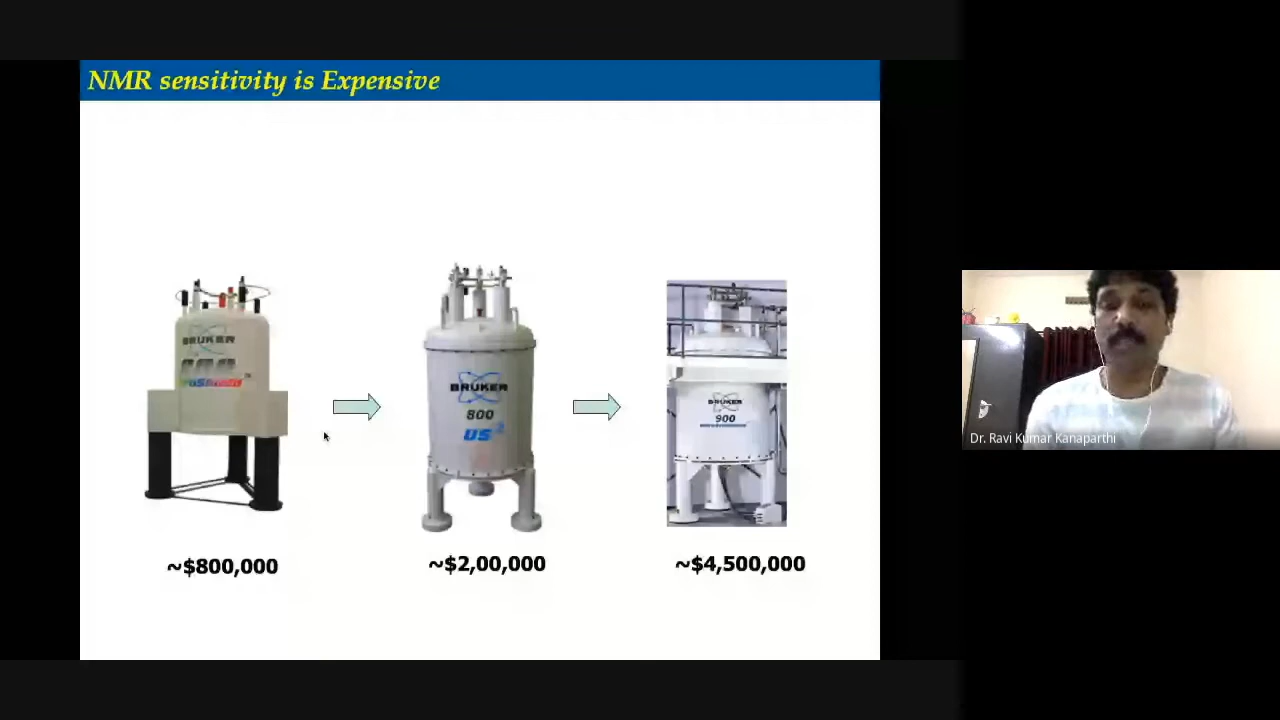 NMR sensitivity is Expensive
BRUKER
BRUKER
800
US²
BRUKER
900
~$800,000
~$2,00,000
~$4,500,000
Dr. Ravi Kumar Kanaparthi